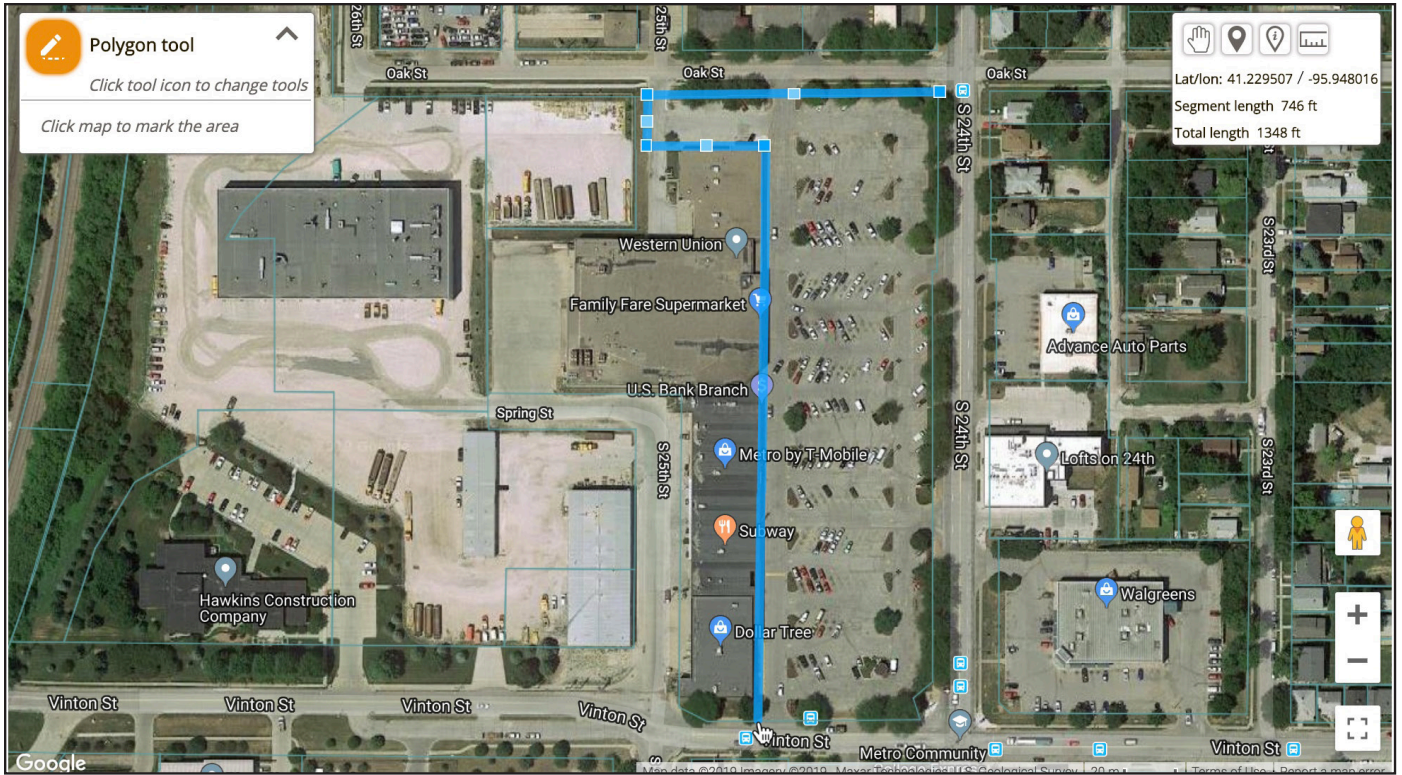 Polygon tool
Click tool icon to change tools
Click map to mark the area
Lat/lon: 41.229507 / -95.948016
Segment length 746 ft
Total length 1348 ft
26th St
25th St
Oak St
Oak St
Oak St
S 24th St
St
S 23rd St
Western Union
Family Fare Supermarket
Advance Auto Parts
U.S. Bank Branch
Spring St
S 25th St
S 24th St
S 23rd St
Metro by T-Mobile
Lofts on 24th
Subway
Hawkins Construction
Company
Walgreens
Dollar Tree
Vinton St
Vinton St
Vinton St
Vinton St
Vinton St
Vinton St
Metro Community
S
Google
Map data ©2019 Imagery ©2019 , Maxar Technologies, U.S. Geological Survey
20 m
Terms of Use
Report a map error